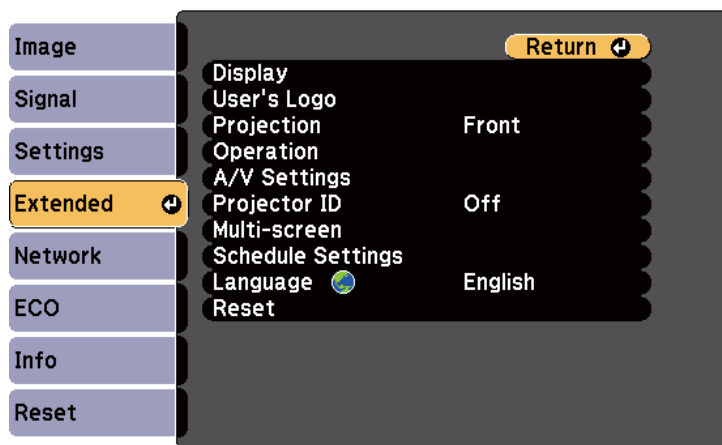 Image
Signal
Settings
Extended
Network
ECO
Info
Reset
Return
Display
User's Logo
Projection Front
Operation
A/V Settings
Projector ID Off
Multi-screen
Schedule Settings
Language English
Reset